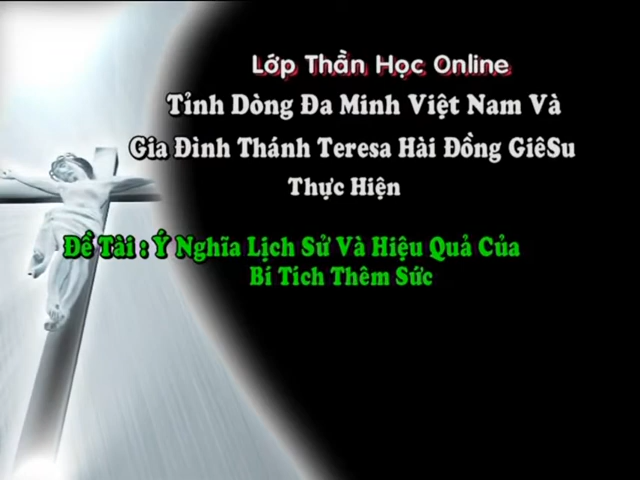 Lớp Thần Học Online
Tỉnh Dòng Đa Minh Việt Nam Và
Gia Đình Thánh Teresa Hài Đồng GiêSu
Thực Hiện
Đề Tài : Ý Nghĩa Lịch Sử Và Hiệu Quả Của
Bí Tích Thêm Sức